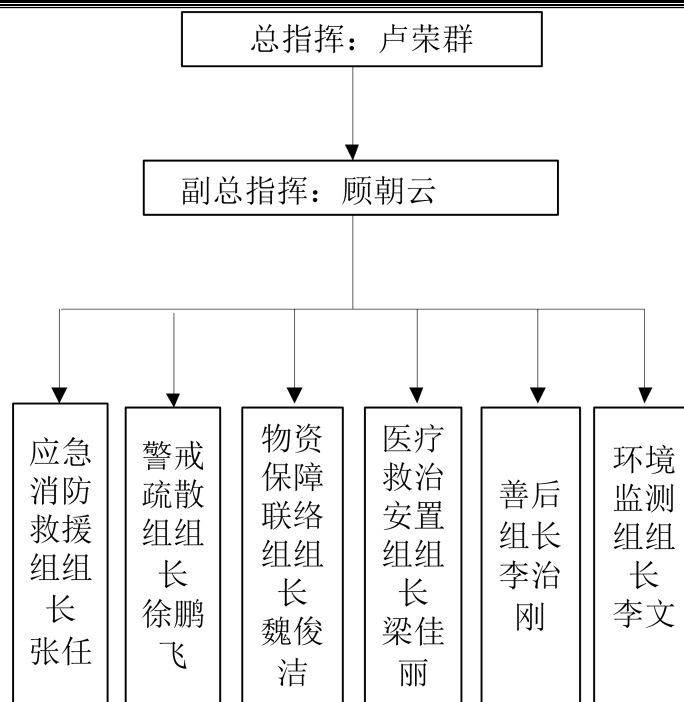 总指挥：卢荣群
副总指挥：顾朝云
应急
消防
救援
组组
长
张任
警戒
疏散
组组
长
徐鹏
飞
物资
保障
联络
组组
长
魏俊
洁
医疗
救治
安置
组组
长
梁佳
丽
善后
组长
李治
刚
环境
监测
组组
长
李文